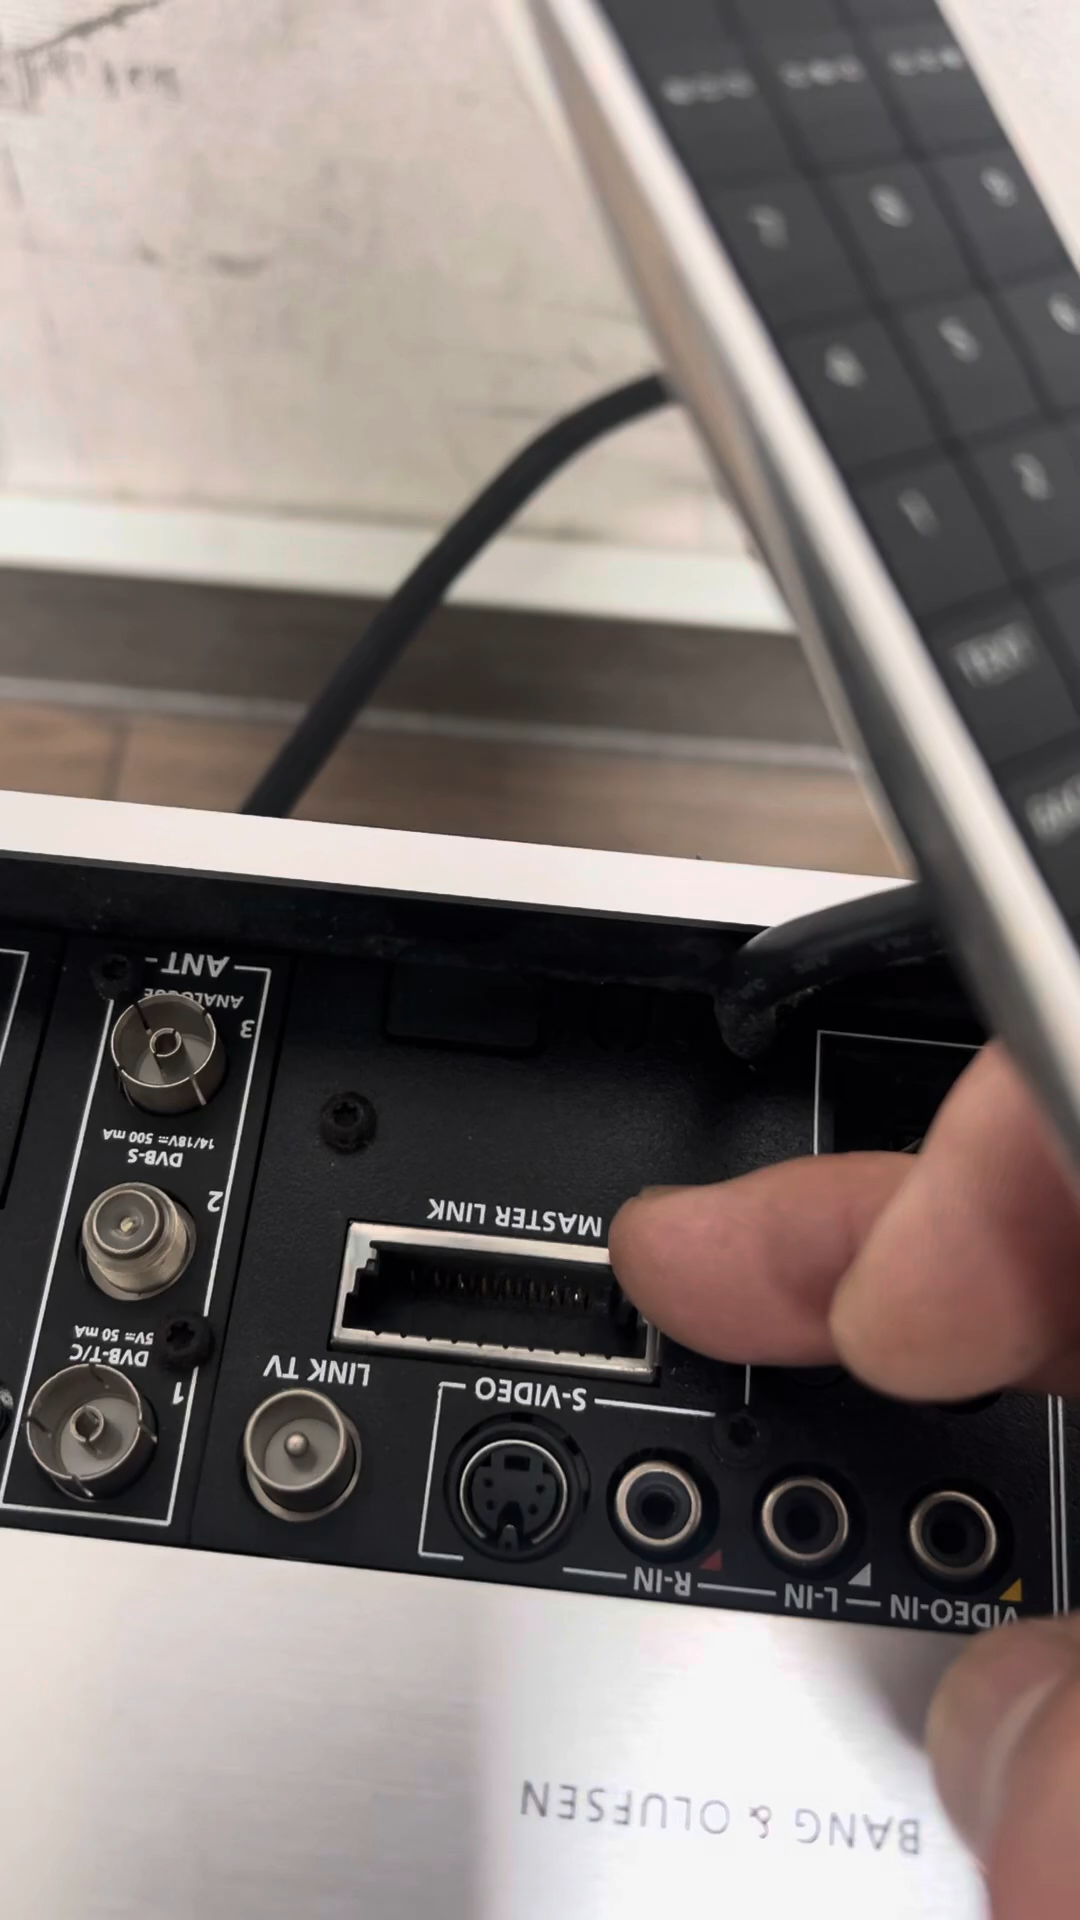 7
8
9
4
5
6
1
2
TEXT
ANT
ANALOGUE
3
14/18V⎓ 500 mA
DVB-S
2
5V⎓ 50 mA
DVB-T/C
1
MASTER LINK
LINK TV
S-VIDEO
R-IN
L-IN
VIDEO-IN
BANG & OLUFSEN